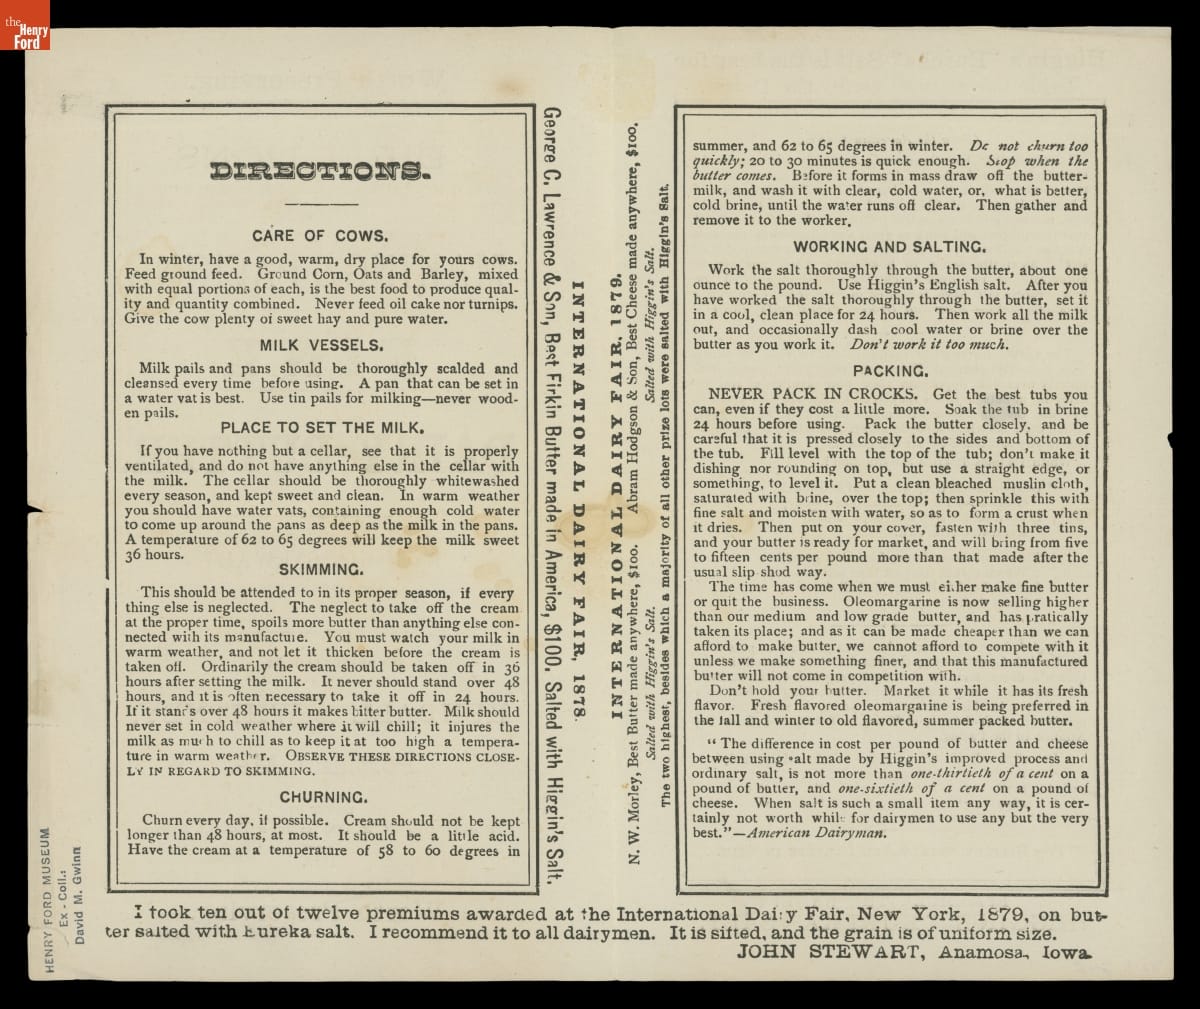 the
Henry
Ford
DIRECTIONS.
CARE OF COWS.
In winter, have a good, warm, dry place for yours cows.
Feed ground feed. Ground Corn, Oats and Barley, mixed
with equal portions of each, is the best food to produce qual-
ity and quantity combined. Never feed oil cake nor turnips.
Give the cow plenty of sweet hay and pure water.
MILK VESSELS.
Milk pails and pans should be thoroughly scalded and
cleansed every time before using. A pan that can be set in
a water vat is best. Use tin pails for milking—never wood-
en pails.
PLACE TO SET THE MILK.
If you have nothing but a cellar, see that it is properly
ventilated, and do not have anything else in the cellar with
the milk. The cellar should be thoroughly whitewashed
every season, and kept sweet and clean. In warm weather
you should have water vats, containing enough cold water
to come up around the pans as deep as the milk in the pans.
A temperature of 62 to 65 degrees will keep the milk sweet
36 hours.
SKIMMING.
This should be attended to in its proper season, if every
thing else is neglected. The neglect to take off the cream
at the proper time, spoils more butter than anything else con-
nected with its manufacture. You must watch your milk in
warm weather, and not let it thicken before the cream is
taken off. Ordinarily the cream should be taken off in 36
hours after setting the milk. It never should stand over 48
hours, and it is often necessary to take it off in 24 hours.
If it stands over 48 hours it makes bitter butter. Milk should
never set in cold weather where it will chill; it injures the
milk as much to chill as to keep it at too high a tempera-
ture in warm weather. OBSERVE THESE DIRECTIONS CLOSE-
LY IN REGARD TO SKIMMING.
CHURNING.
Churn every day, if possible. Cream should not be kept
longer than 48 hours, at most. It should be a little acid.
Have the cream at a temperature of 58 to 60 degrees in
George C. Lawrence & Son, Best Firkin Butter made in America, $100. Salted with Higgin's Salt.
INTERNATIONAL DAIRY FAIR, 1878.
INTERNATIONAL DAIRY FAIR, 1879.
N. W. Morley, Best Butter made anywhere, $100. Abram Hodgson & Son, Best Cheese made anywhere, $100.
Salted with Higgin's Salt. Salted with Higgin's Salt.
The two highest, besides which a majority of all other prize lots were salted with Higgin's Salt.
summer, and 62 to 65 degrees in winter. Do not churn too
quickly; 20 to 30 minutes is quick enough. Stop when the
butter comes. Before it forms in mass draw off the butter-
milk, and wash it with clear, cold water, or, what is better,
cold brine, until the water runs off clear. Then gather and
remove it to the worker.
WORKING AND SALTING.
Work the salt thoroughly through the butter, about one
ounce to the pound. Use Higgin's English salt. After you
have worked the salt thoroughly through the butter, set it
in a cool, clean place for 24 hours. Then work all the milk
out, and occasionally dash cool water or brine over the
butter as you work it. Don't work it too much.
PACKING.
NEVER PACK IN CROCKS. Get the best tubs you
can, even if they cost a little more. Soak the tub in brine
24 hours before using. Pack the butter closely, and be
careful that it is pressed closely to the sides and bottom of
the tub. Fill level with the top of the tub; don't make it
dishing nor rounding on top, but use a straight edge, or
something, to level it. Put a clean bleached muslin cloth,
saturated with brine, over the top; then sprinkle this with
fine salt and moisten with water, so as to form a crust when
it dries. Then put on your cover, fasten with three tins,
and your butter is ready for market, and will bring from five
to fifteen cents per pound more than that made after the
usual slip shod way.
The time has come when we must either make fine butter
or quit the business. Oleomargarine is now selling higher
than our medium and low grade butter, and has pratically
taken its place; and as it can be made cheaper than we can
afford to make butter, we cannot afford to compete with it
unless we make something finer, and that this manufactured
butter will not come in competition with.
Don't hold your butter. Market it while it has its fresh
flavor. Fresh flavored oleomargarine is being preferred in
the fall and winter to old flavored, summer packed butter.
"The difference in cost per pound of butter and cheese
between using salt made by Higgin's improved process and
ordinary salt, is not more than one-thirtieth of a cent on a
pound of butter, and one-sixtieth of a cent on a pound of
cheese. When salt is such a small item any way, it is cer-
tainly not worth while for dairymen to use any but the very
best."—American Dairyman.
I took ten out of twelve premiums awarded at the International Dairy Fair, New York, 1879, on but-
ter salted with Eureka salt. I recommend it to all dairymen. It is sifted, and the grain is of uniform size.
JOHN STEWART, Anamosa, Iowa.
HENRY FORD MUSEUM
Ex - Coll.:
David M. Gwinn